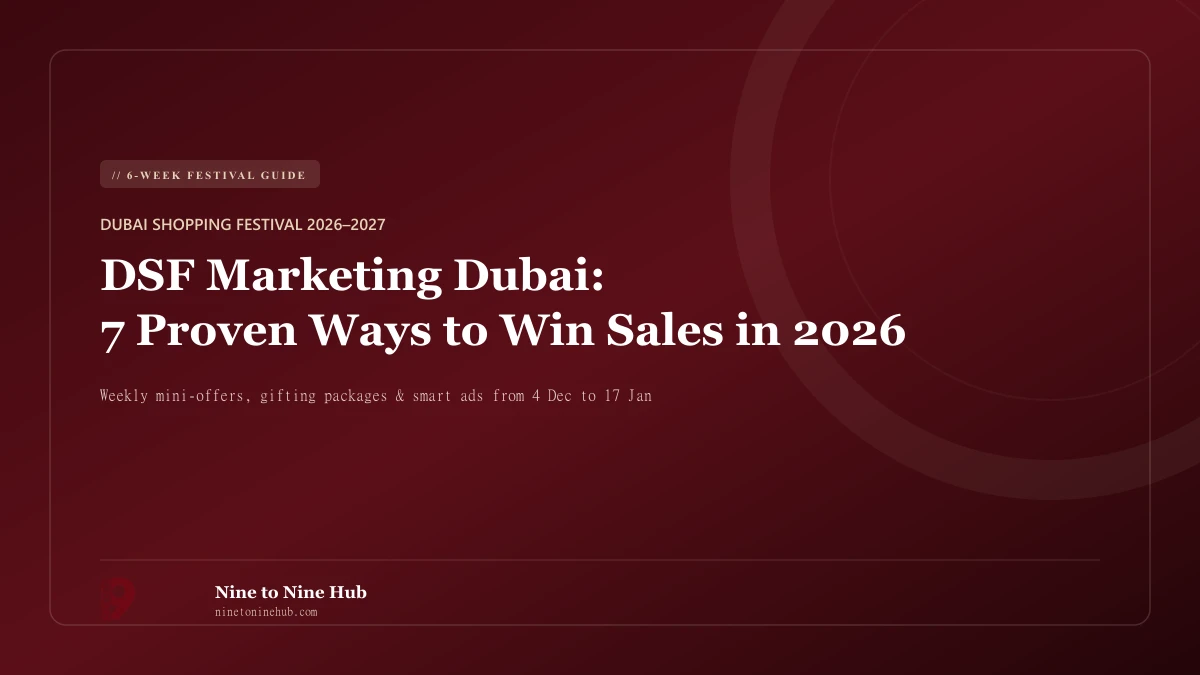 // 6-WEEK FESTIVAL GUIDE
DUBAI SHOPPING FESTIVAL 2026–2027
DSF Marketing Dubai:
7 Proven Ways to Win Sales in 2026
Weekly mini-offers, gifting packages & smart ads from 4 Dec to 17 Jan
9
Nine to Nine Hub
ninetoninehub.com